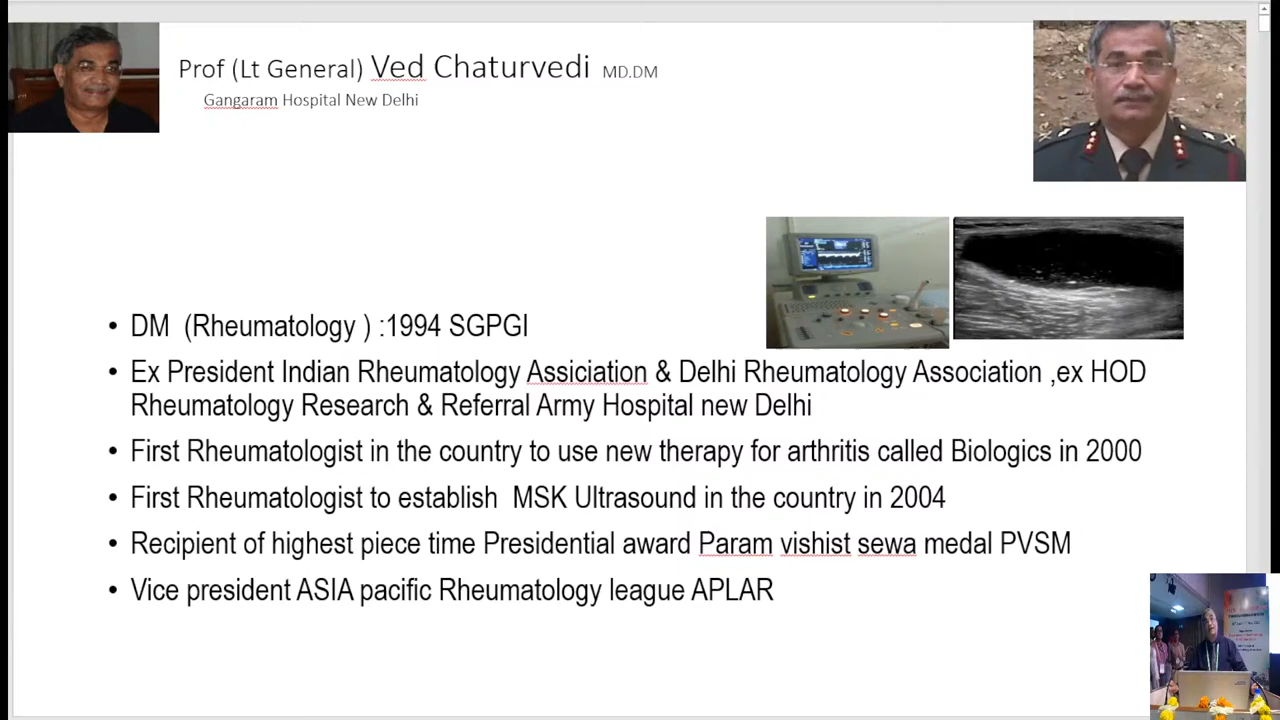 Prof (Lt General) Ved Chaturvedi MD.DM
Gangaram Hospital New Delhi
• DM (Rheumatology ) :1994 SGPGI
• Ex President Indian Rheumatology Assiciation & Delhi Rheumatology Association ,ex HOD
Rheumatology Research & Referral Army Hospital new Delhi
• First Rheumatologist in the country to use new therapy for arthritis called Biologics in 2000
• First Rheumatologist to establish MSK Ultrasound in the country in 2004
• Recipient of highest piece time Presidential award Param vishist sewa medal PVSM
• Vice president ASIA pacific Rheumatology league APLAR